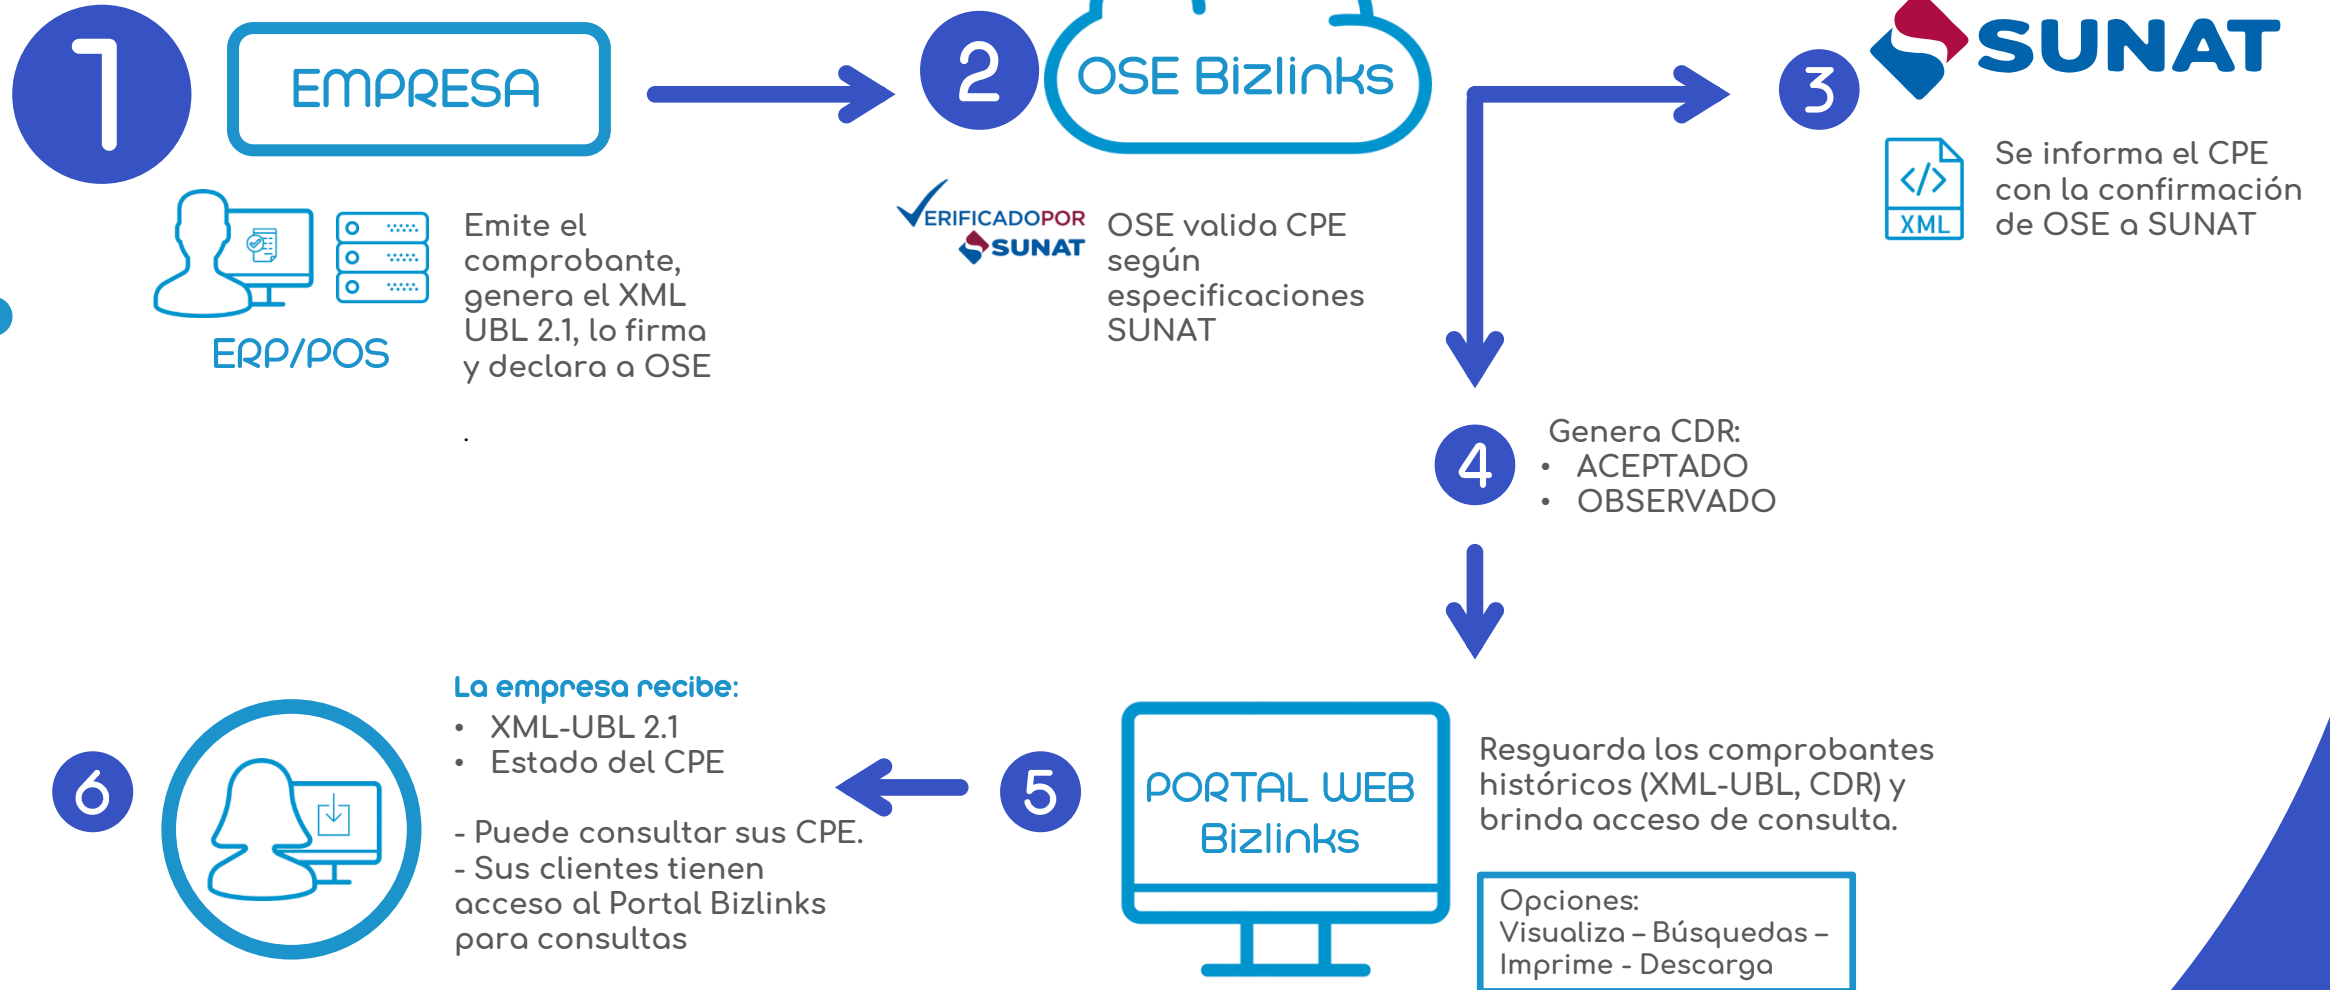 1
EMPRESA
2
OSE Bizlinks
3
SUNAT
ERP/POS
Emite el
comprobante,
genera el XML
UBL 2.1, lo firma
y declara a OSE
.
VERIFICADOPOR
SUNAT
OSE valida CPE
según
especificaciones
SUNAT
</>
XML
Se informa el CPE
con la confirmación
de OSE a SUNAT
4
Genera CDR:
• ACEPTADO
• OBSERVADO
5
PORTAL WEB
Bizlinks
Resguarda los comprobantes
históricos (XML-UBL, CDR) y
brinda acceso de consulta.
Opciones:
Visualiza – Búsquedas –
Imprime - Descarga
6
La empresa recibe:
• XML-UBL 2.1
• Estado del CPE
- Puede consultar sus CPE.
- Sus clientes tienen
acceso al Portal Bizlinks
para consultas